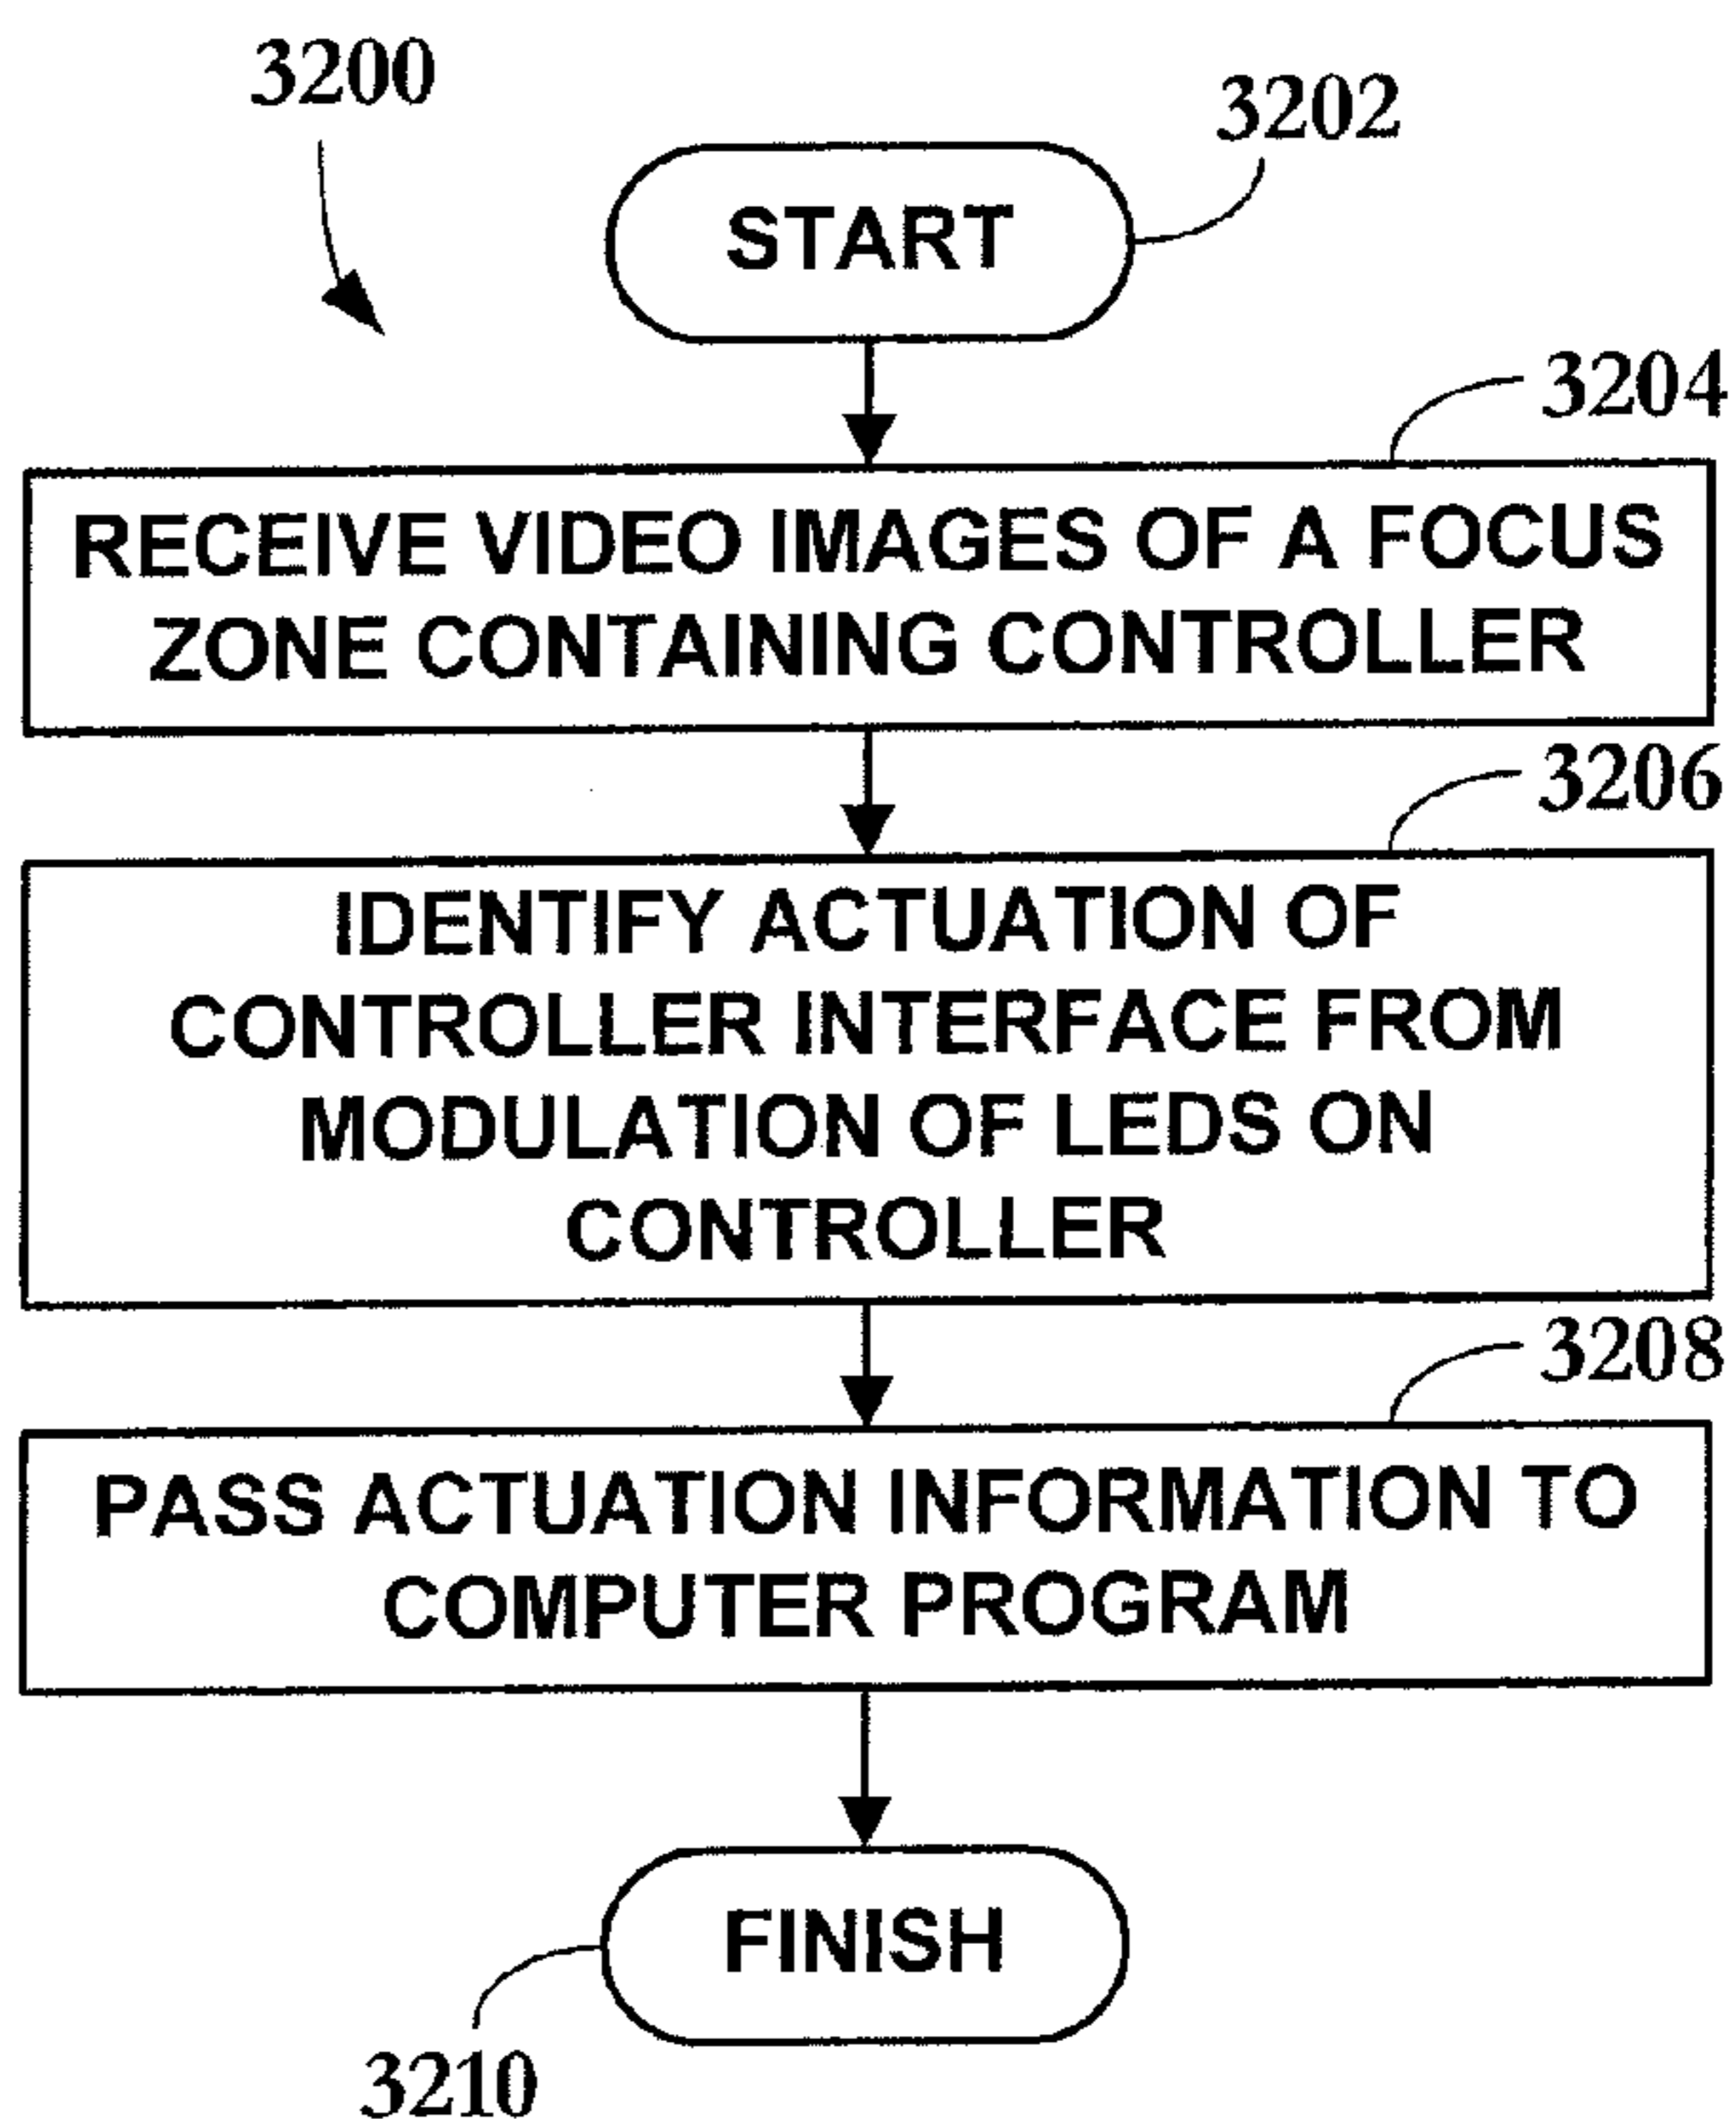 3200
3202
START
3204
RECEIVE VIDEO IMAGES OF A FOCUS
ZONE CONTAINING CONTROLLER
3206
IDENTIFY ACTUATION OF
CONTROLLER INTERFACE FROM
MODULATION OF LEDS ON
CONTROLLER
3208
PASS ACTUATION INFORMATION TO
COMPUTER PROGRAM
FINISH
3210